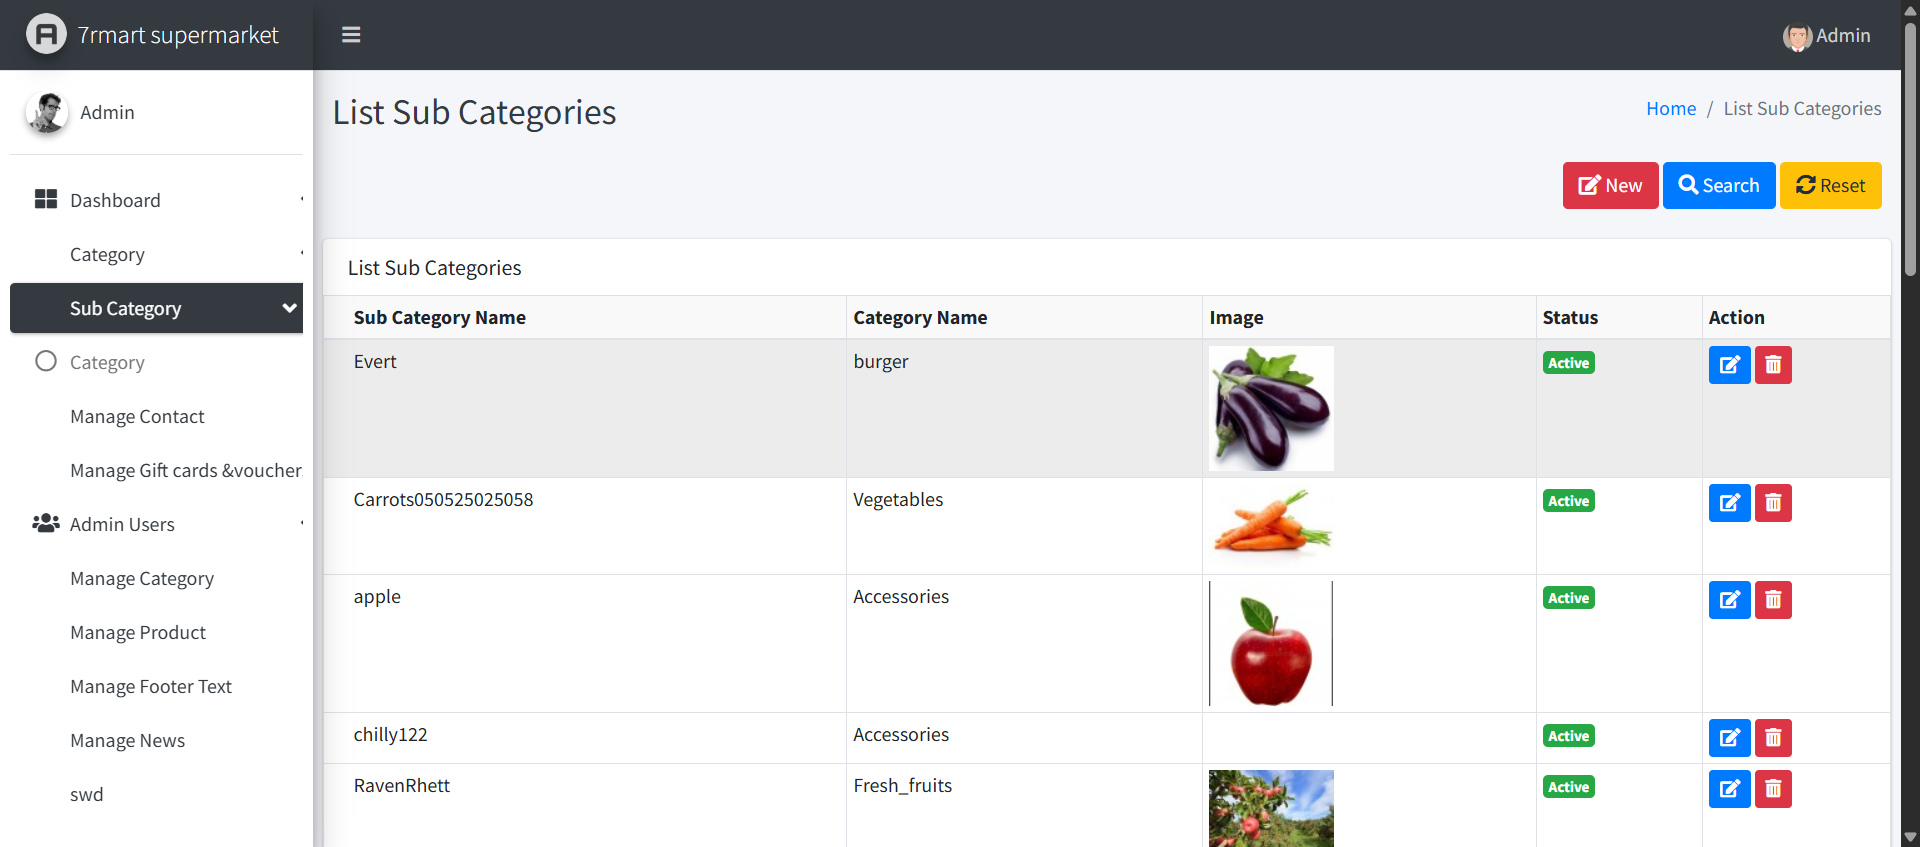 7rmart supermarket
Admin
Admin
List Sub Categories
Home / List Sub Categories
Dashboard
New
Search
Reset
Category
Sub Category
Category
Manage Contact
Manage Gift cards &voucher
Admin Users
Manage Category
Manage Product
Manage Footer Text
Manage News
swd
List Sub Categories
Sub Category Name Category Name Image Status Action
Evert burger Active
Carrots050525025058 Vegetables Active
apple Accessories Active
chilly122 Accessories Active
RavenRhett Fresh_fruits Active